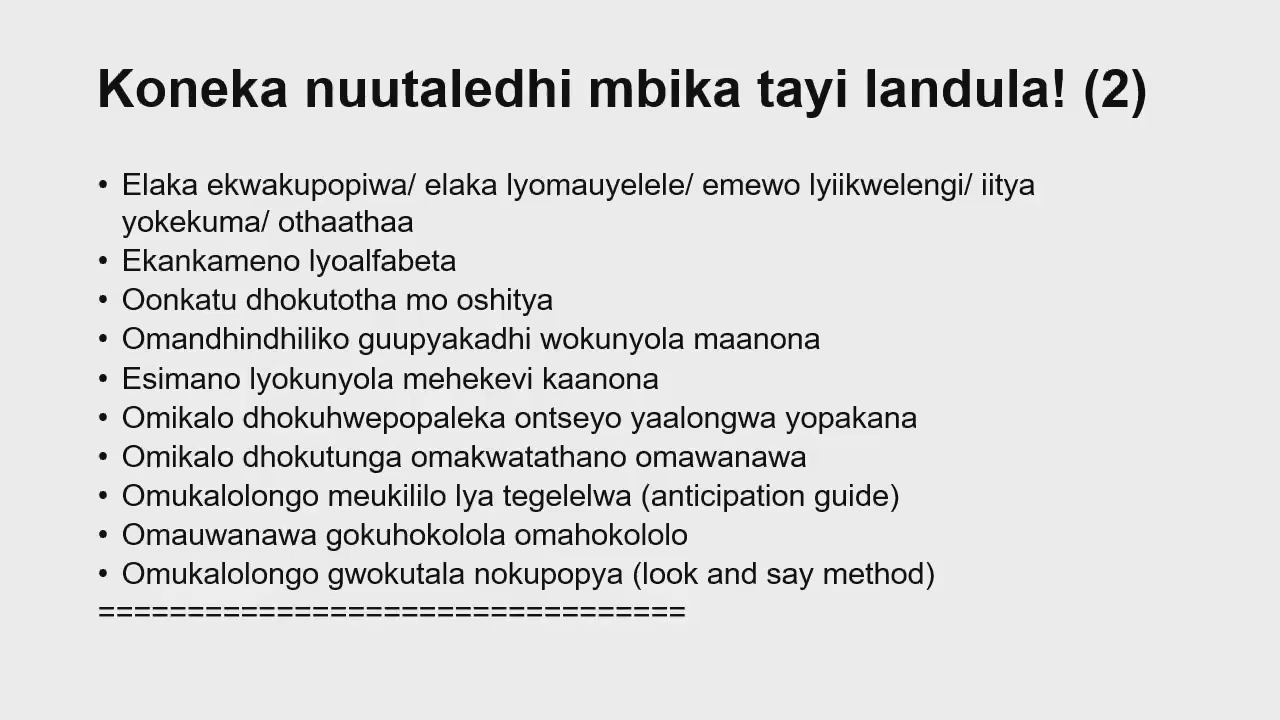 Koneka nuutaledhi mbika tayi landula! (2)
• Elaka ekwakupopiwa/ elaka lyomauyelele/ emewo lyiikwelengi/ iitya
yokekuma/ othaathaa
• Ekankameno lyoalfabeta
• Oonkatu dhokutotha mo oshitya
• Omandhindhiliko guupyakadhi wokunyola maanona
• Esimano lyokunyola mehekevi kaanona
• Omikalo dhokuhwepopaleka ontseyo yaalongwa yopakana
• Omikalo dhokutunga omakwatathano omawanawa
• Omukalolongo meukililo lya tegelelwa (anticipation guide)
• Omauwanawa gokuhokolola omahokololo
• Omukalolongo gwokutala nokupopya (look and say method)
=================================